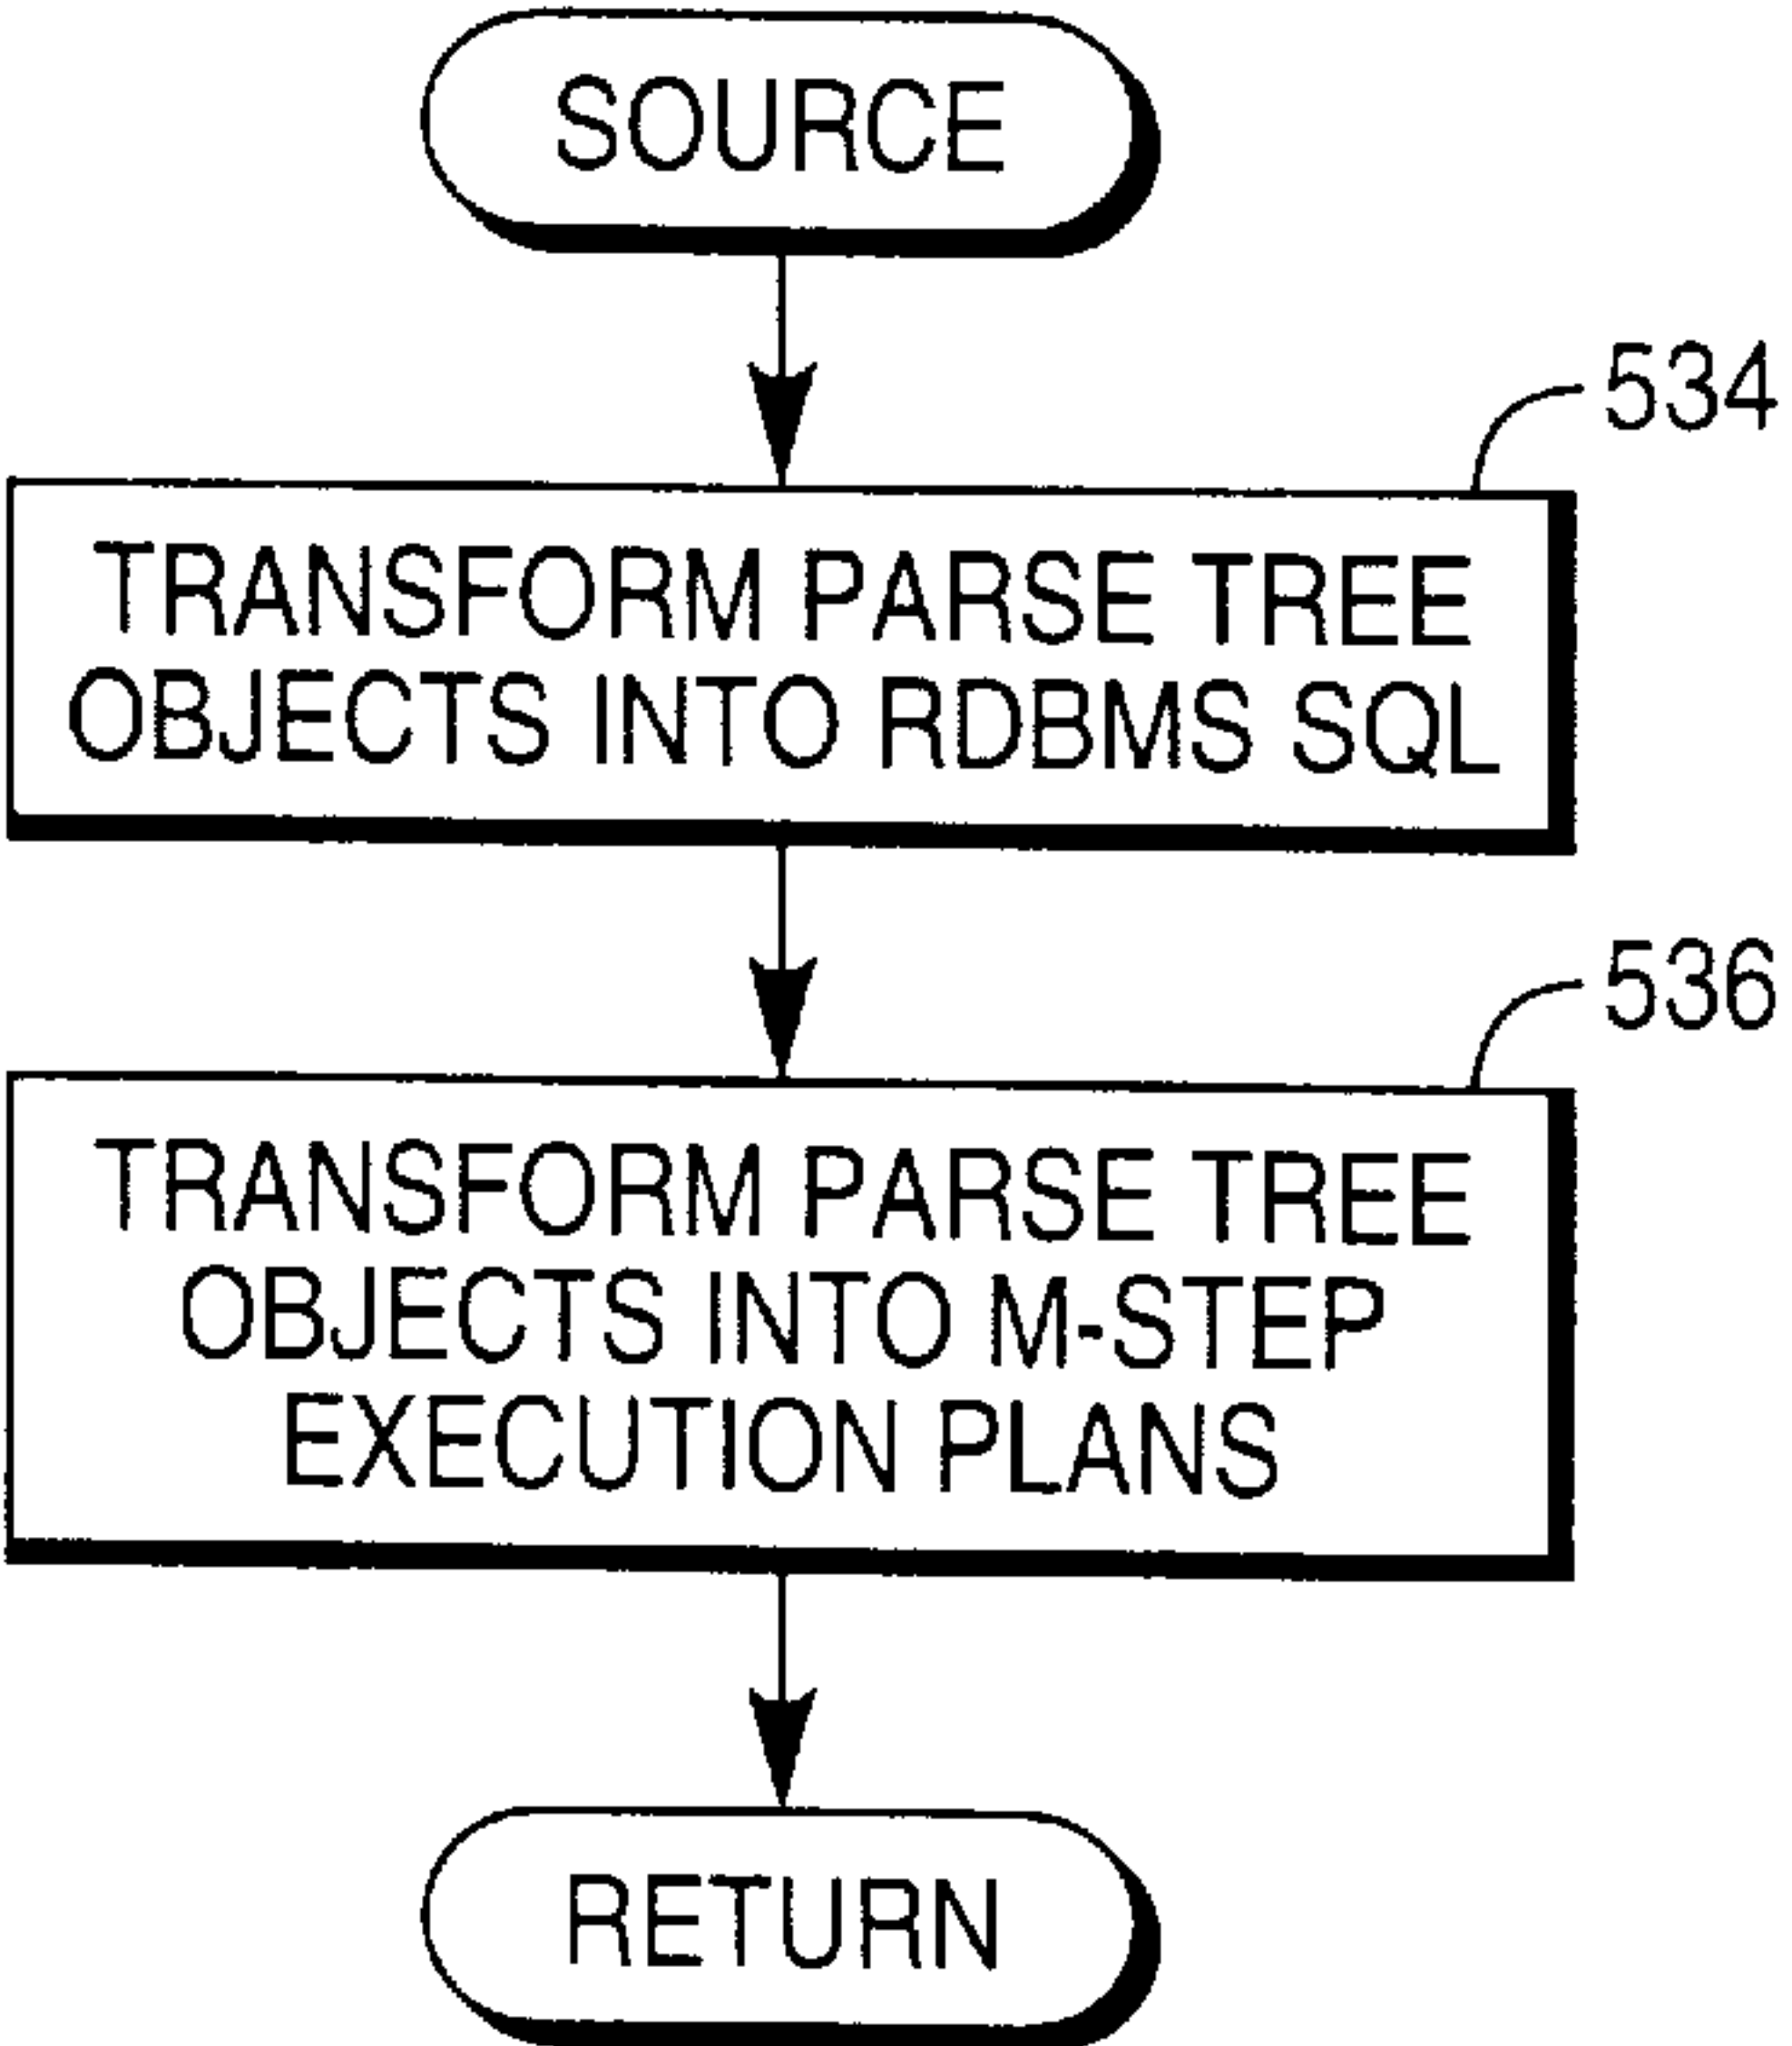 SOURCE
534
TRANSFORM PARSE TREE
OBJECTS INTO RDBMS SQL
536
TRANSFORM PARSE TREE
OBJECTS INTO M-STEP
EXECUTION PLANS
RETURN